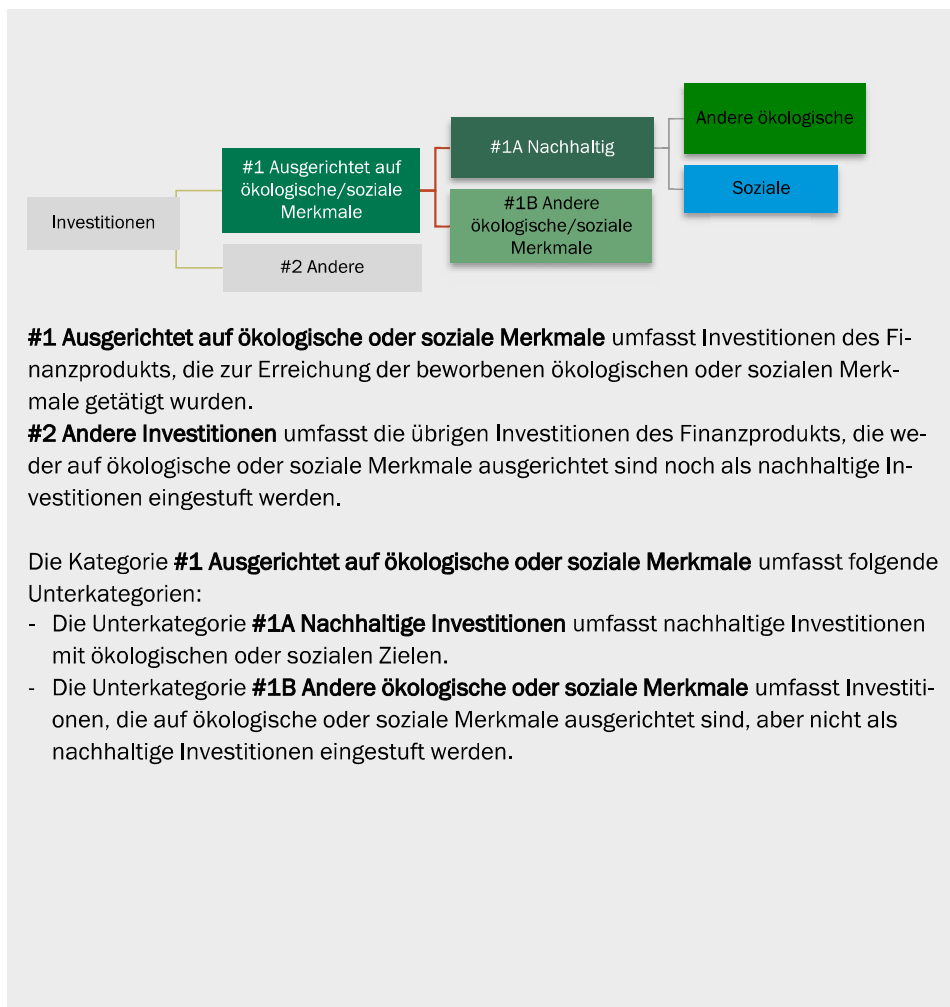 Investitionen
#1 Ausgerichtet auf
ökologische/soziale
Merkmale
#2 Andere
#1A Nachhaltig
#1B Andere
ökologische/soziale
Merkmale
Andere ökologische
Soziale
#1 Ausgerichtet auf ökologische oder soziale Merkmale umfasst Investitionen des Fi-
nanzprodukts, die zur Erreichung der beworbenen ökologischen oder sozialen Merk-
male getätigt wurden.
#2 Andere Investitionen umfasst die übrigen Investitionen des Finanzprodukts, die we-
der auf ökologische oder soziale Merkmale ausgerichtet sind noch als nachhaltige In-
vestitionen eingestuft werden.
Die Kategorie #1 Ausgerichtet auf ökologische oder soziale Merkmale umfasst folgende
Unterkategorien:
- Die Unterkategorie #1A Nachhaltige Investitionen umfasst nachhaltige Investitionen
mit ökologischen oder sozialen Zielen.
- Die Unterkategorie #1B Andere ökologische oder soziale Merkmale umfasst Investiti-
onen, die auf ökologische oder soziale Merkmale ausgerichtet sind, aber nicht als
nachhaltige Investitionen eingestuft werden.